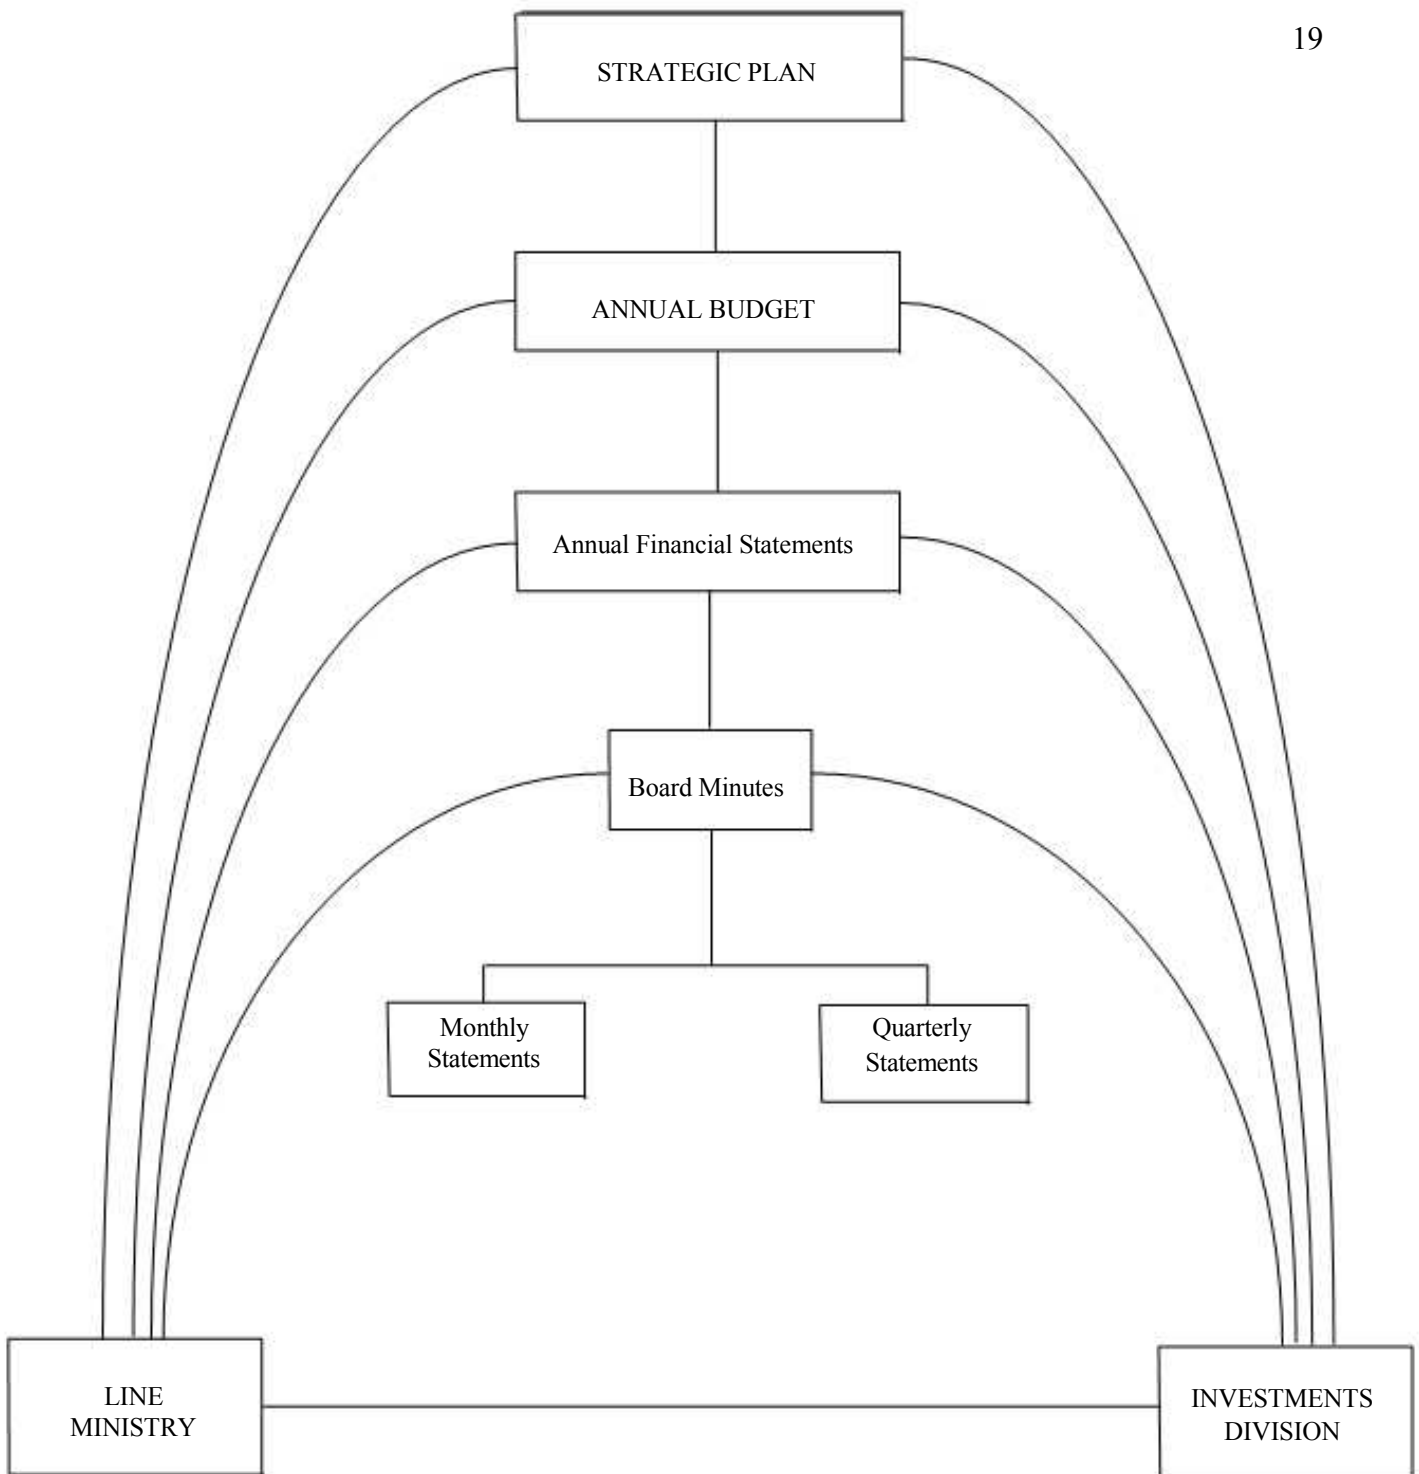 19
STRATEGIC PLAN
ANNUAL BUDGET
Annual Financial Statements
Board Minutes
Monthly
Statements
Quarterly
Statements
LINE
MINISTRY
INVESTMENTS
DIVISION